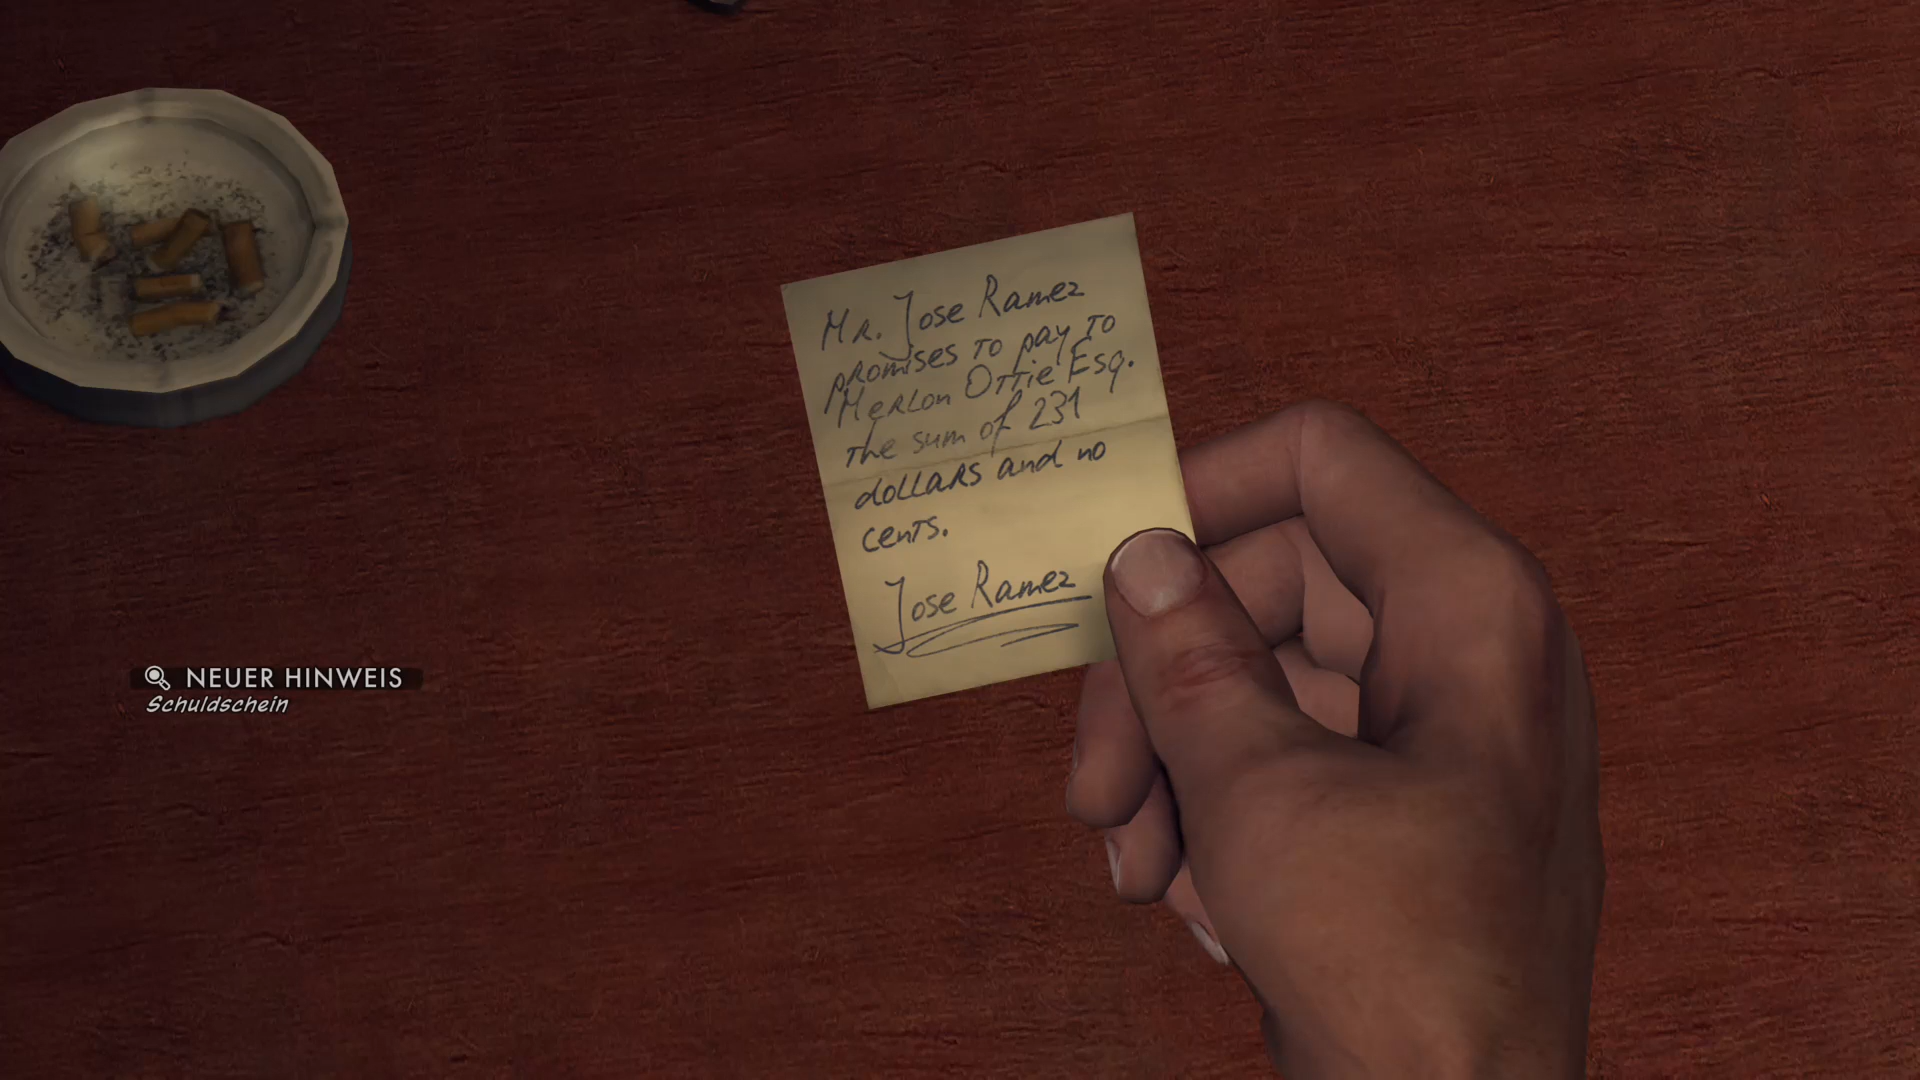 Mr. Jose Ramez
promises to pay to
Merlon Ottie Esq.
the sum of 231
dollars and no
cents.
Jose Ramez
NEUER HINWEIS
Schuldschein